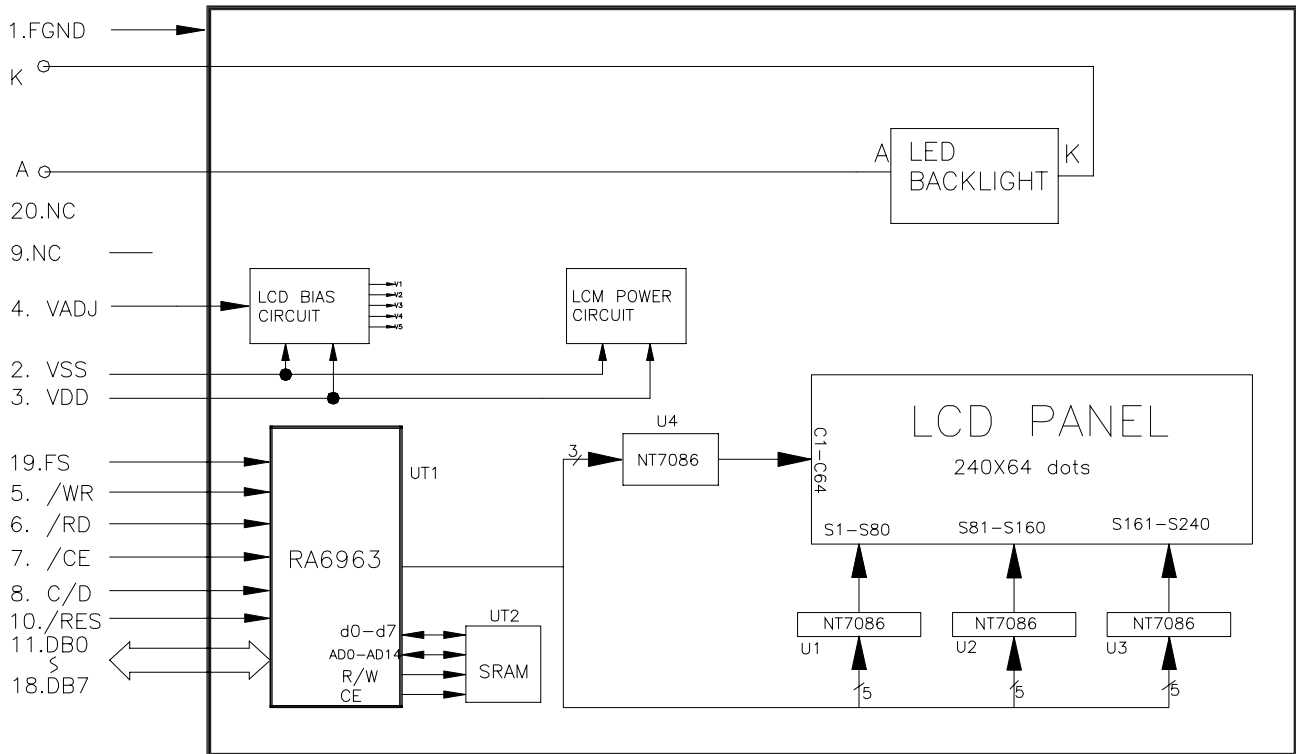 1.FGND
K
A
20.NC
9.NC
4. VADJ
2. VSS
3. VDD
19.FS
5. /WR
6. /RD
7. /CE
8. C/D
10./RES
11.DB0
18.DB7
A
LED
BACKLIGHT
K
LCD BIAS
CIRCUIT
V1
V2
V3
V4
V5
LCM POWER
CIRCUIT
UT1
RA6963
d0-d7
AD0-AD14
R/W
CE
UT2
SRAM
3
U4
NT7086
LCD PANEL
240X64 dots
C1-C64
S1-S80
S81-S160
S161-S240
NT7086
U1
NT7086
U2
NT7086
U3
5
5
5